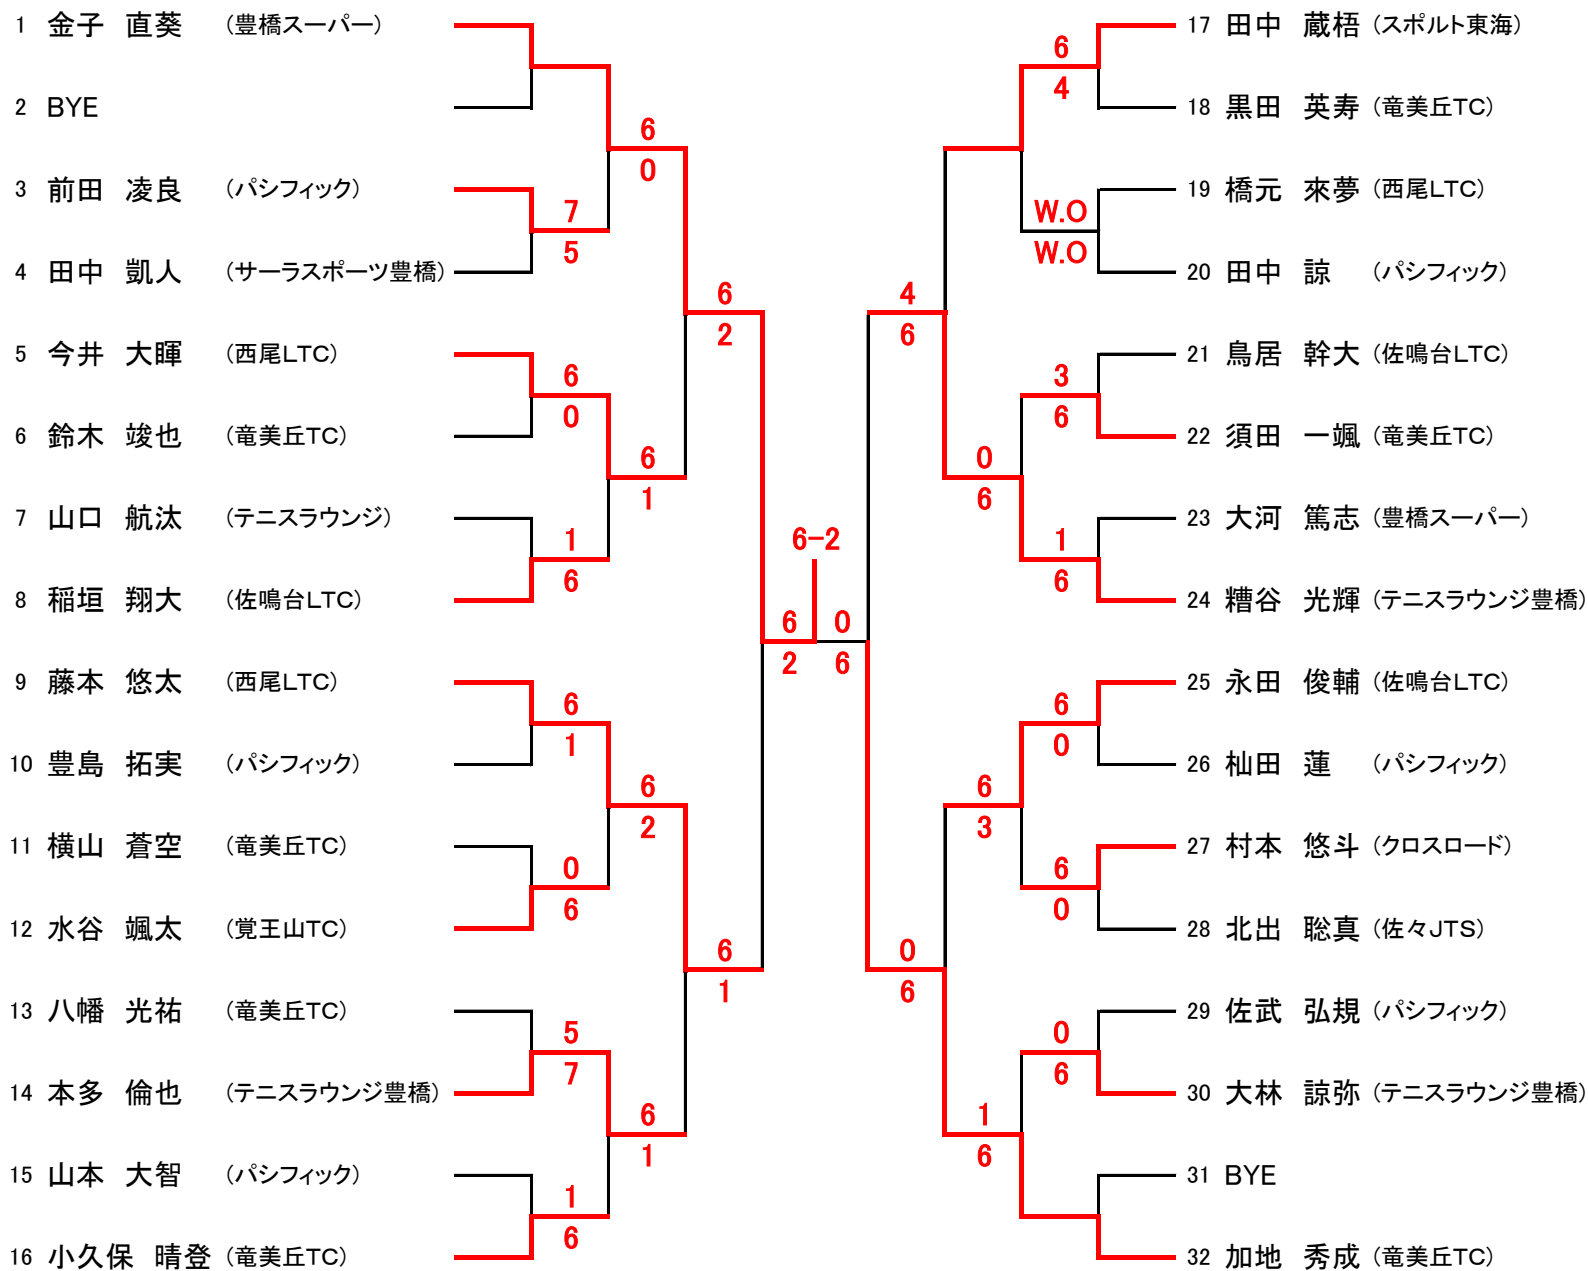 1 金子 直葵 (豊橋スーパー)
2 BYE
3 前田 凌良 (パシフィック)
4 田中 凱人 (サーラスポーツ豊橋)
5 今井 大暉 (西尾LTC)
6 鈴木 竣也 (竜美丘TC)
7 山口 航汰 (テニスラウンジ)
8 稲垣 翔大 (佐鳴台LTC)
9 藤本 悠太 (西尾LTC)
10 豊島 拓実 (パシフィック)
11 横山 蒼空 (竜美丘TC)
12 水谷 颯太 (覚王山TC)
13 八幡 光祐 (竜美丘TC)
14 本多 倫也 (テニスラウンジ豊橋)
15 山本 大智 (パシフィック)
16 小久保 晴登 (竜美丘TC)
7
5
6
0
1
6
6
1
0
6
5
7
1
6
6
0
6
1
6
2
6
1
6
2
6
1
6
2
6-2
0
6
4
6
0
6
0
6
6
3
1
6
6
4
W.O
W.O
3
6
1
6
6
0
6
0
0
6
17 田中 蔵梧 (スポルト東海)
18 黒田 英寿 (竜美丘TC)
19 橋元 來夢 (西尾LTC)
20 田中 諒 (パシフィック)
21 鳥居 幹大 (佐鳴台LTC)
22 須田 一颯 (竜美丘TC)
23 大河 篤志 (豊橋スーパー)
24 糟谷 光輝 (テニスラウンジ豊橋)
25 永田 俊輔 (佐鳴台LTC)
26 杣田 蓮 (パシフィック)
27 村本 悠斗 (クロスロード)
28 北出 聡真 (佐々JTS)
29 佐武 弘規 (パシフィック)
30 大林 諒弥 (テニスラウンジ豊橋)
31 BYE
32 加地 秀成 (竜美丘TC)